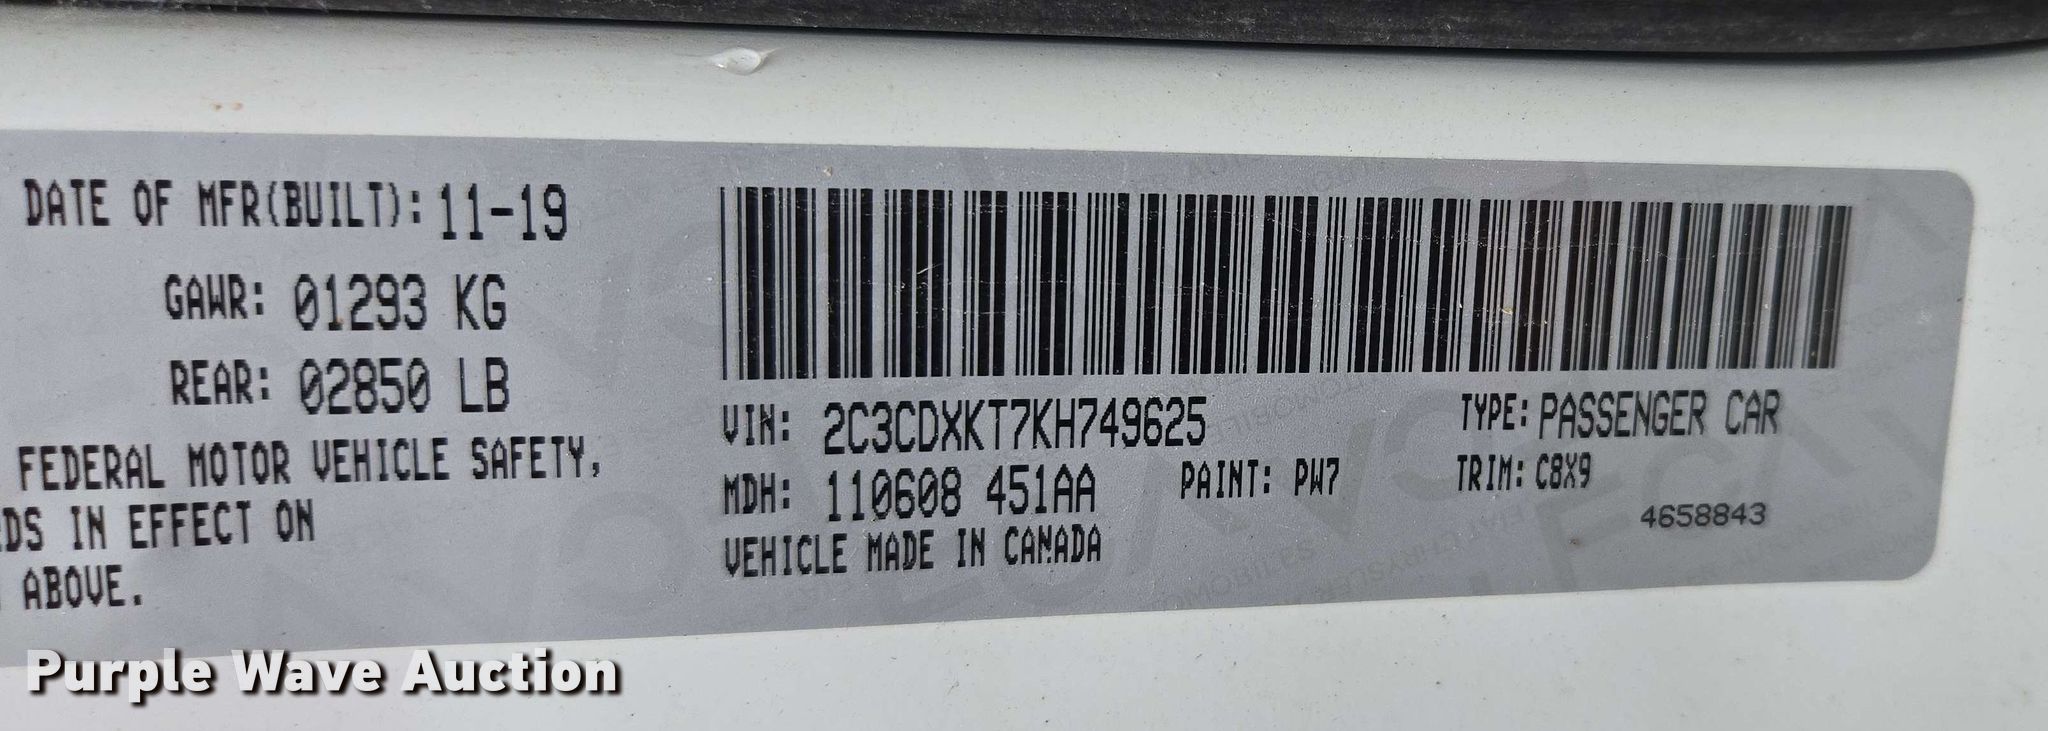 DATE OF MFR(BUILT): 11-19
GAWR: 01293 KG
REAR: 02850 LB
FEDERAL MOTOR VEHICLE SAFETY,
DS IN EFFECT ON
ABOVE.
VIN: 2C3CDXKT7KH749625
TYPE: PASSENGER CAR
MDH: 110608 451AA
PAINT: PW7
TRIM: C8X9
VEHICLE MADE IN CANADA
4658843
Purple Wave Auction